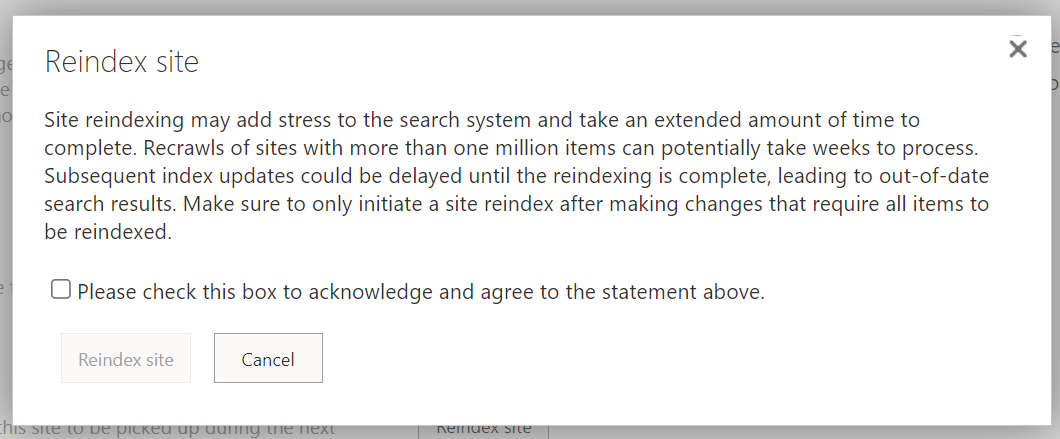 Reindex site
Site reindexing may add stress to the search system and take an extended amount of time to
complete. Recrawls of sites with more than one million items can potentially take weeks to process.
Subsequent index updates could be delayed until the reindexing is complete, leading to out-of-date
search results. Make sure to only initiate a site reindex after making changes that require all items to
be reindexed.
Please check this box to acknowledge and agree to the statement above.
Reindex site Cancel
this site to be picked up during the next Reindex site